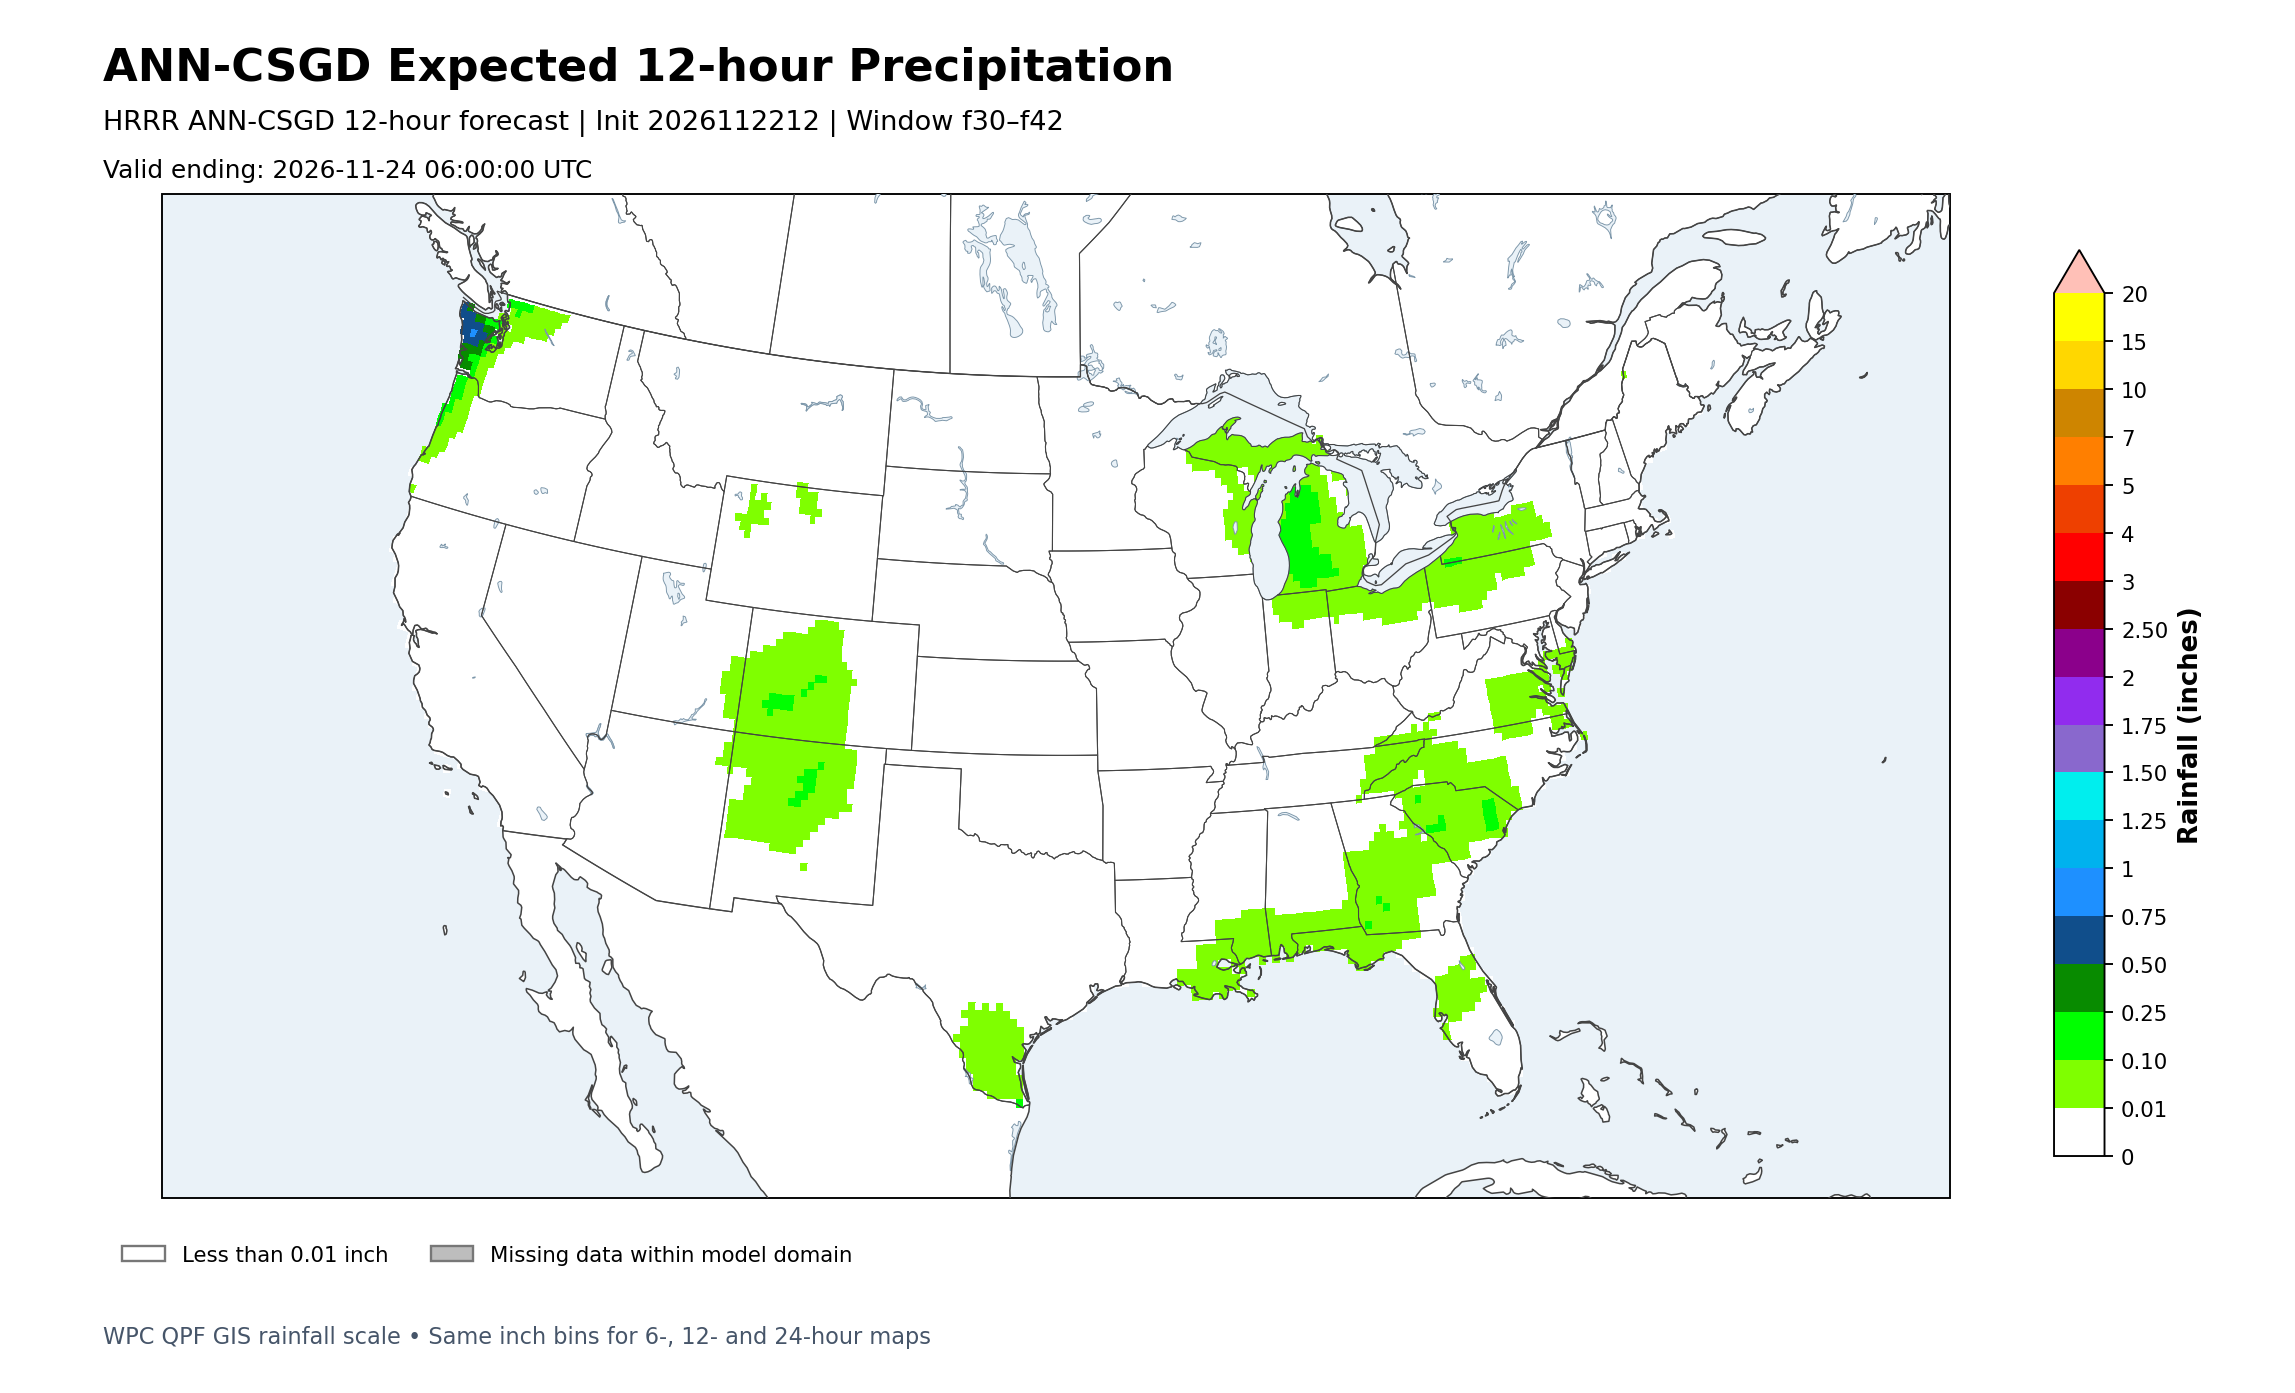 ANN-CSGD Expected 12-hour Precipitation
HRRR ANN-CSGD 12-hour forecast | Init 2026112212 | Window f30–f42
Valid ending: 2026-11-24 06:00:00 UTC
20
15
10
7
5
4
3
2.50
2
1.75
1.50
1.25
1
0.75
0.50
0.25
0.10
0.01
0
Rainfall (inches)
Less than 0.01 inch
Missing data within model domain
WPC QPF GIS rainfall scale • Same inch bins for 6-, 12- and 24-hour maps